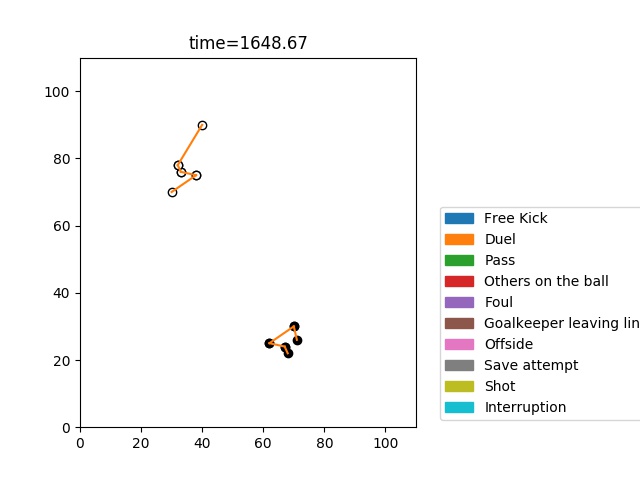 time=1648.67
100
80
60
40
20
0
0 20 40 60 80 100
Free Kick
Duel
Pass
Others on the ball
Foul
Goalkeeper leaving lin
Offside
Save attempt
Shot
Interruption